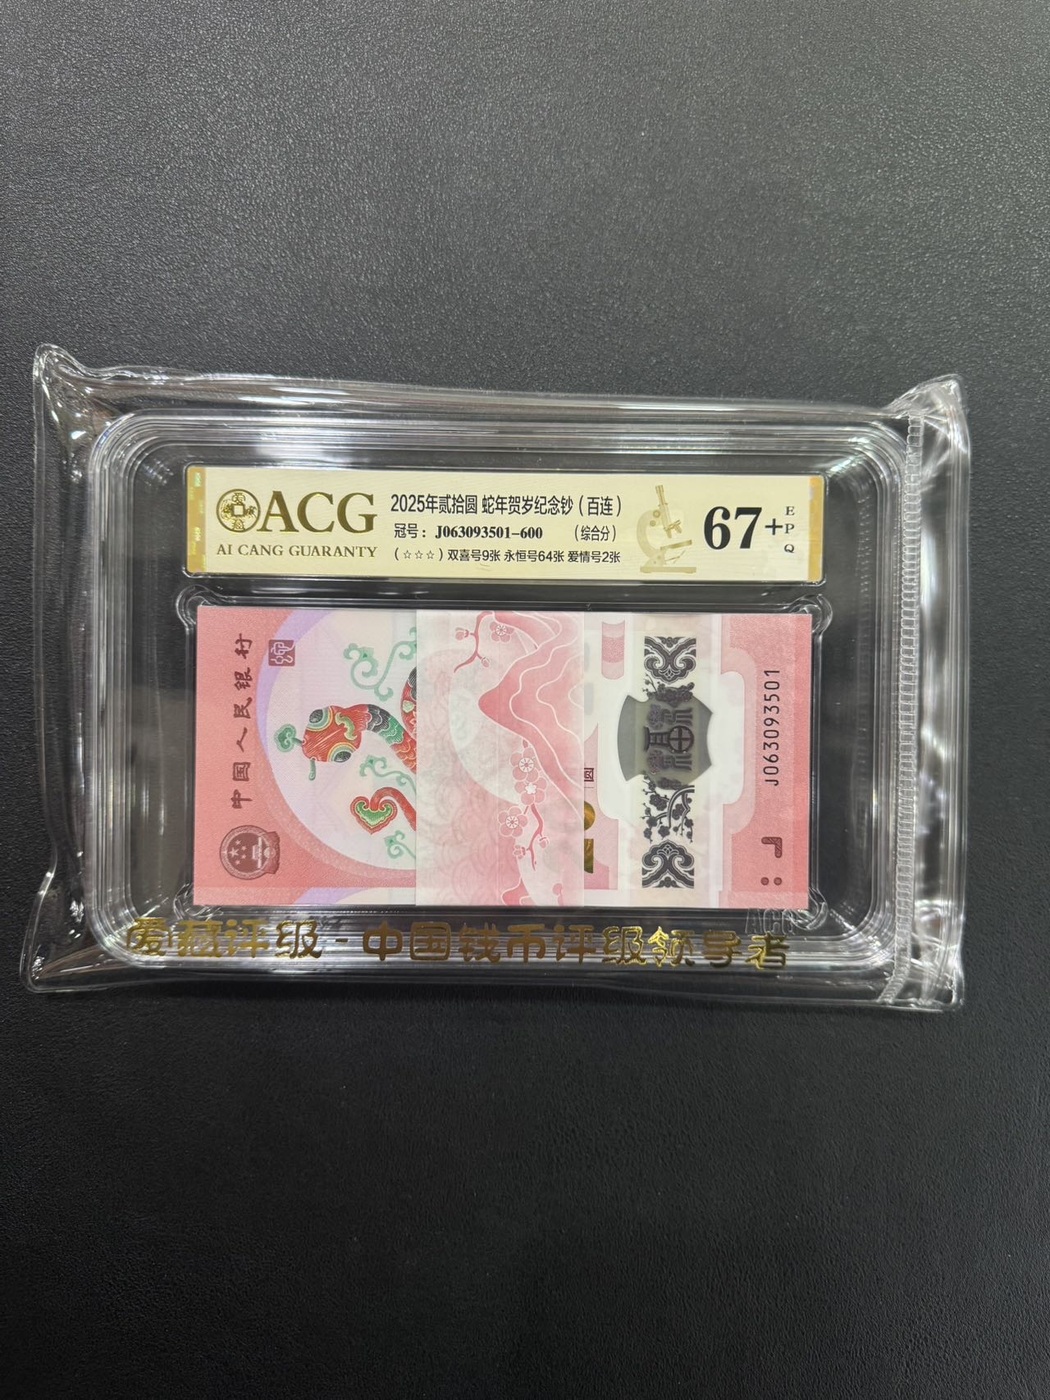 ACG
AI CANG GUARANTY
2025年贰拾圆 蛇年贺岁纪念钞（百连）
冠号：J063093501-600 （综合分）
（☆☆☆）双喜号9张 永恒号64张 爱情号2张
67+
EPQ
中国人民银行
圆
J063093501
爱藏评级-中国钱币评级领导者